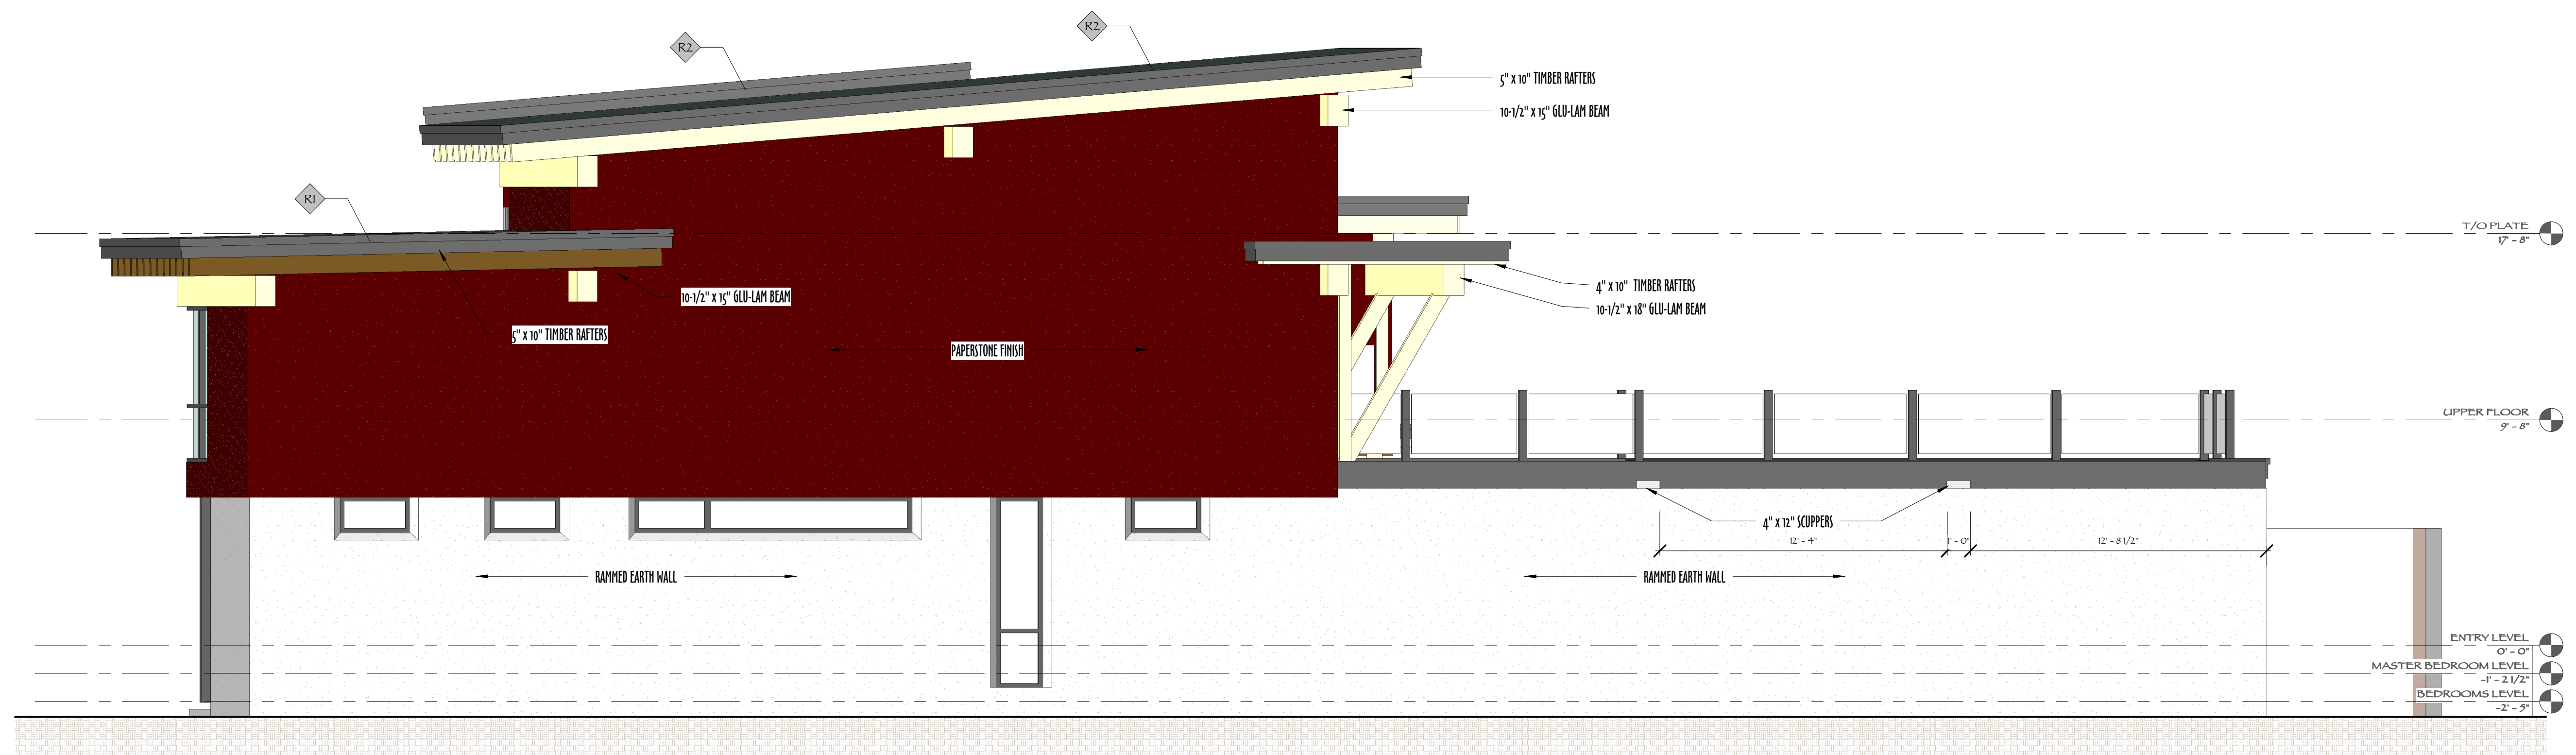 R2
R2
5" X 10" TIMBER RAFTERS
10-1/2" X 15" GLU-LAM BEAM
R1
T/O PLATE
17' - 8"
4" X 10" TIMBER RAFTERS
10-1/2" X 15" GLU-LAM BEAM
10-1/2" X 18" GLU-LAM BEAM
5" X 10" TIMBER RAFTERS
PAPERSTONE FINISH
UPPER FLOOR
9' - 8"
4" X 12" SCUPPERS
12' - 4"
1' - 0"
12' - 8 1/2"
RAMMED EARTH WALL
RAMMED EARTH WALL
ENTRY LEVEL
0' - 0"
MASTER BEDROOM LEVEL
-1' - 2 1/2"
BEDROOMS LEVEL
-2' - 5"